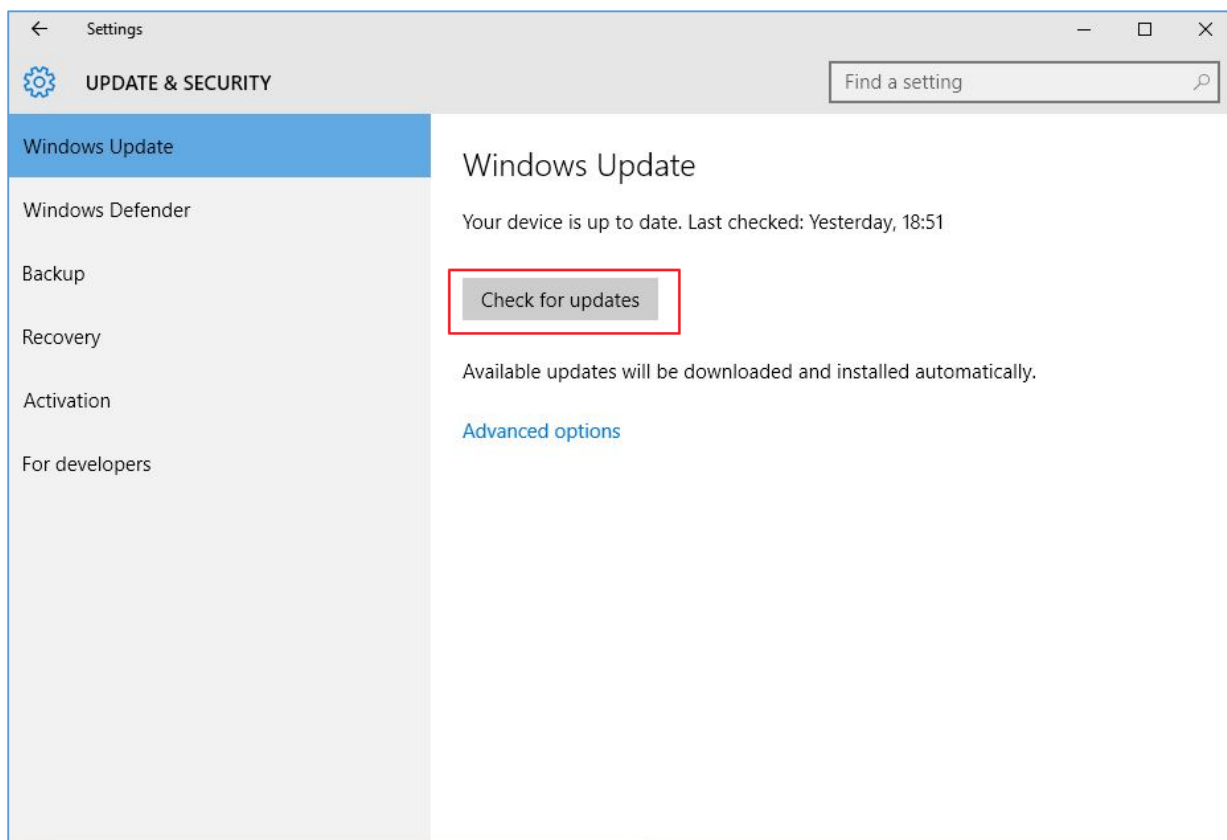 Settings
UPDATE & SECURITY
Find a setting
Windows Update
Windows Defender
Backup
Recovery
Activation
For developers
Windows Update
Your device is up to date. Last checked: Yesterday, 18:51
Check for updates
Available updates will be downloaded and installed automatically.
Advanced options